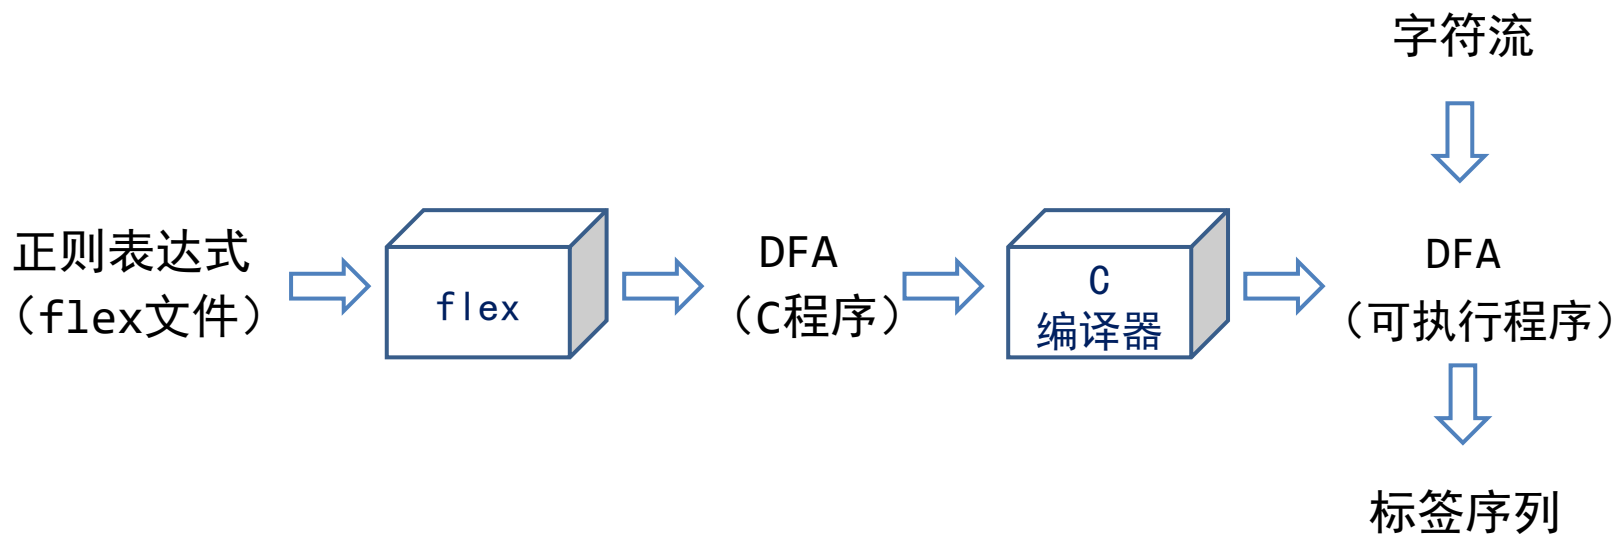 字符流
正则表达式
（flex文件）
flex
DFA
（C程序）
C
编译器
DFA
（可执行程序）
标签序列